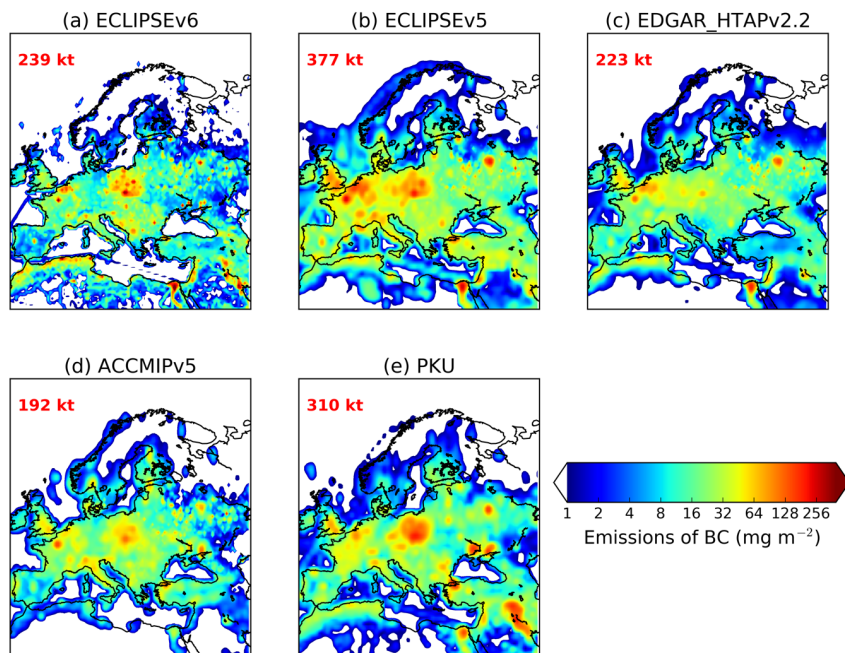 (a) ECLIPSEv6
(b) ECLIPSEv5
(c) EDGAR_HTAPv2.2
239 kt
377 kt
223 kt
(d) ACCMIPv5
(e) PKU
192 kt
310 kt
1 2 4 8 16 32 64 128 256
Emissions of BC (mg m⁻²)